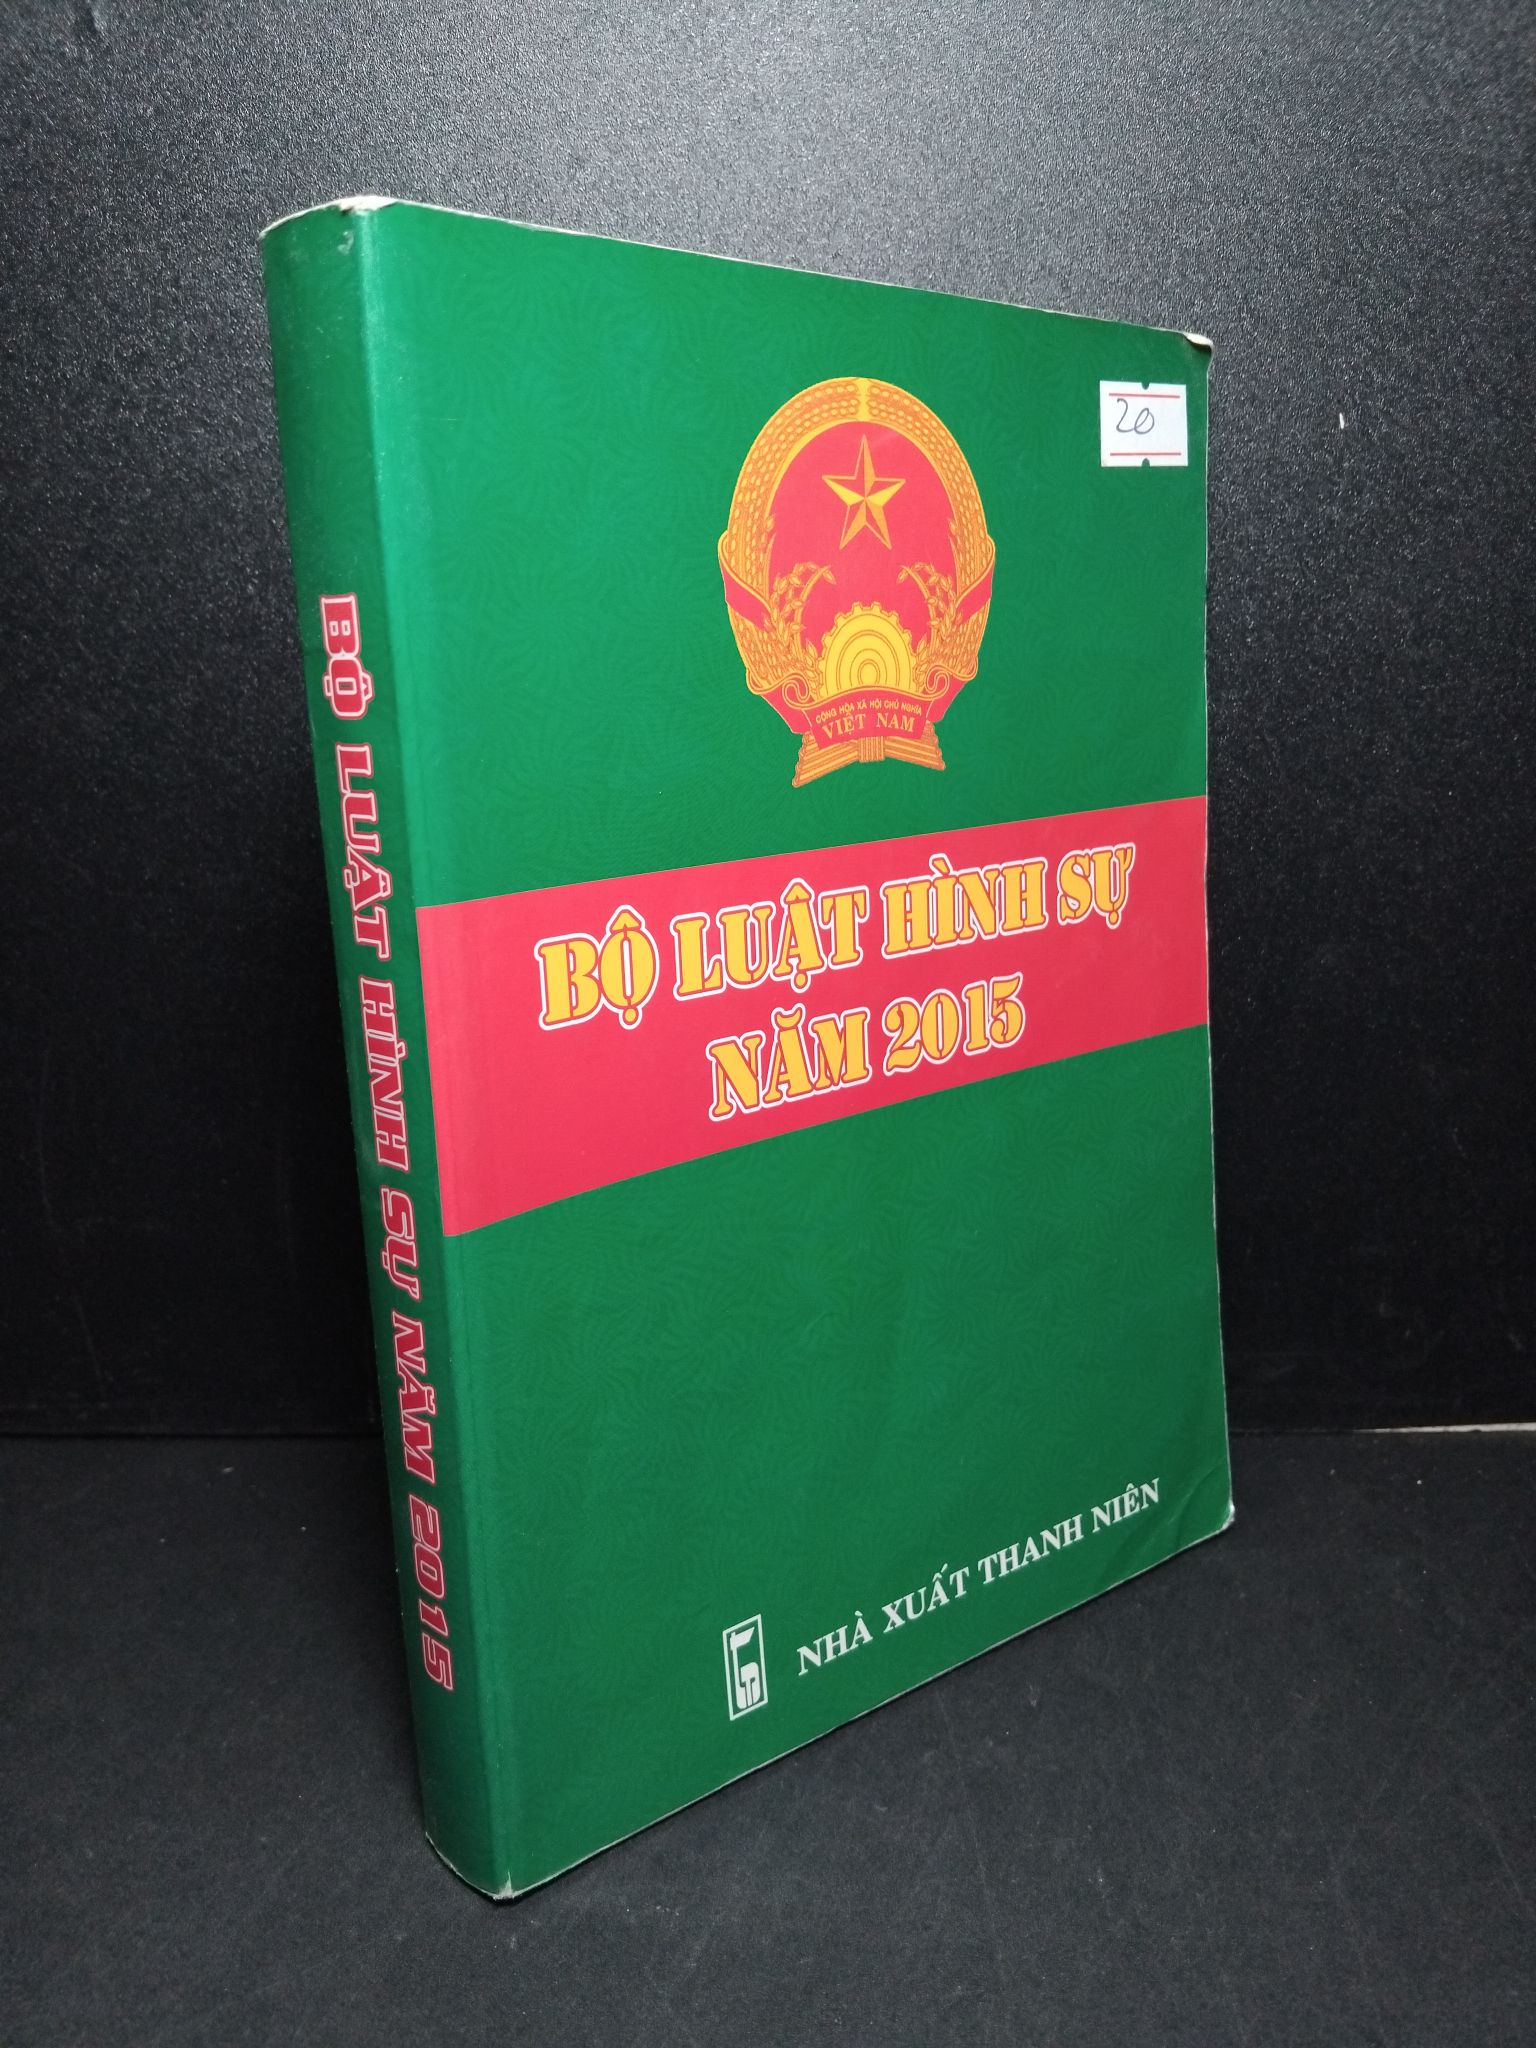 20
CỘNG HÒA XÃ HỘI CHỦ NGHĨA
VIỆT NAM
BỘ LUẬT HÌNH SỰ
NĂM 2015
NHÀ XUẤT THANH NIÊN
BỘ LUẬT HÌNH SỰ NĂM 2015